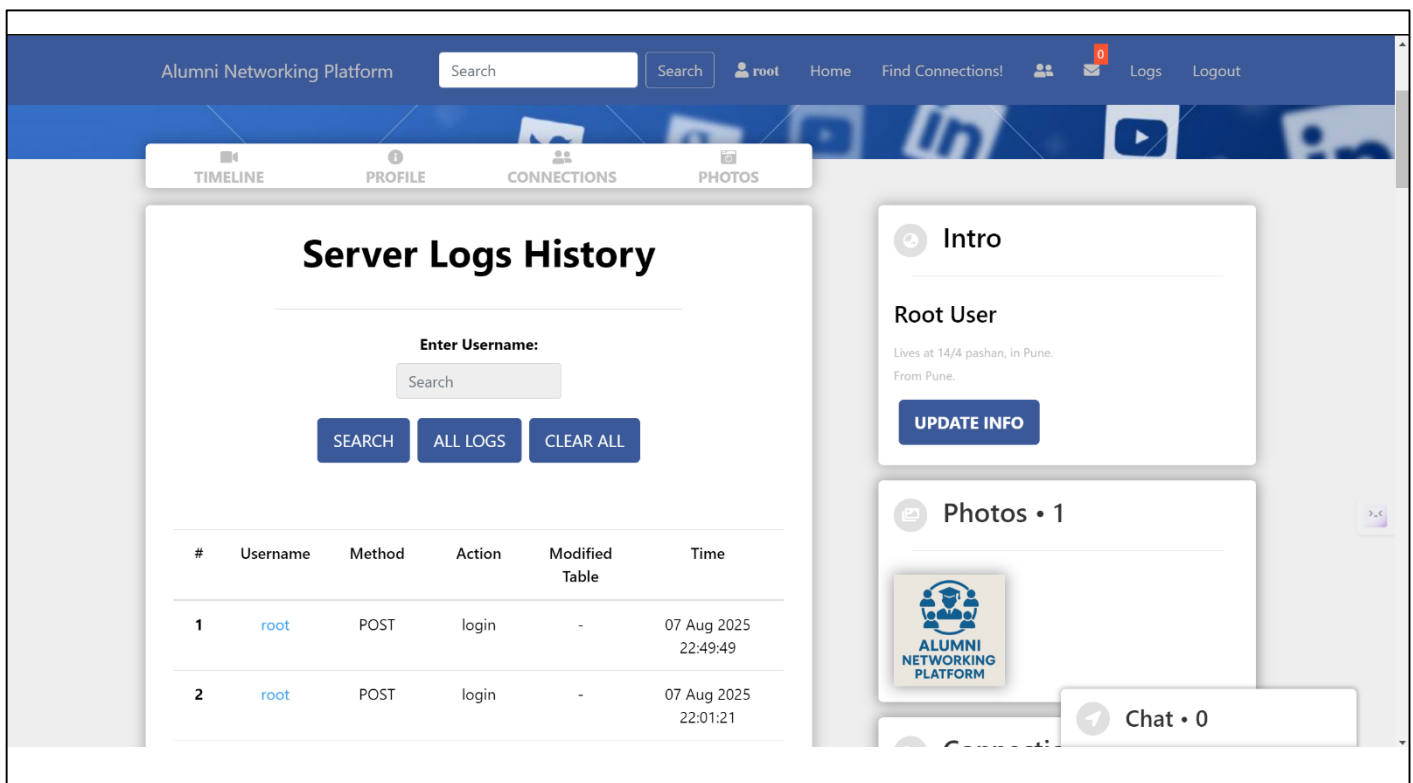 Alumni Networking Platform
Search
Search
root
Home
Find Connections!
0
Logs
Logout
in
TIMELINE
PROFILE
CONNECTIONS
PHOTOS
Server Logs History
Enter Username:
Search
SEARCH
ALL LOGS
CLEAR ALL
# Username Method Action Modified Table Time
1 root POST login - 07 Aug 2025
22:49:49
2 root POST login - 07 Aug 2025
22:01:21
Intro
Root User
Lives at 14/4 pashan, in Pune.
From Pune.
UPDATE INFO
Photos • 1
ALUMNI
NETWORKING
PLATFORM
Chat • 0